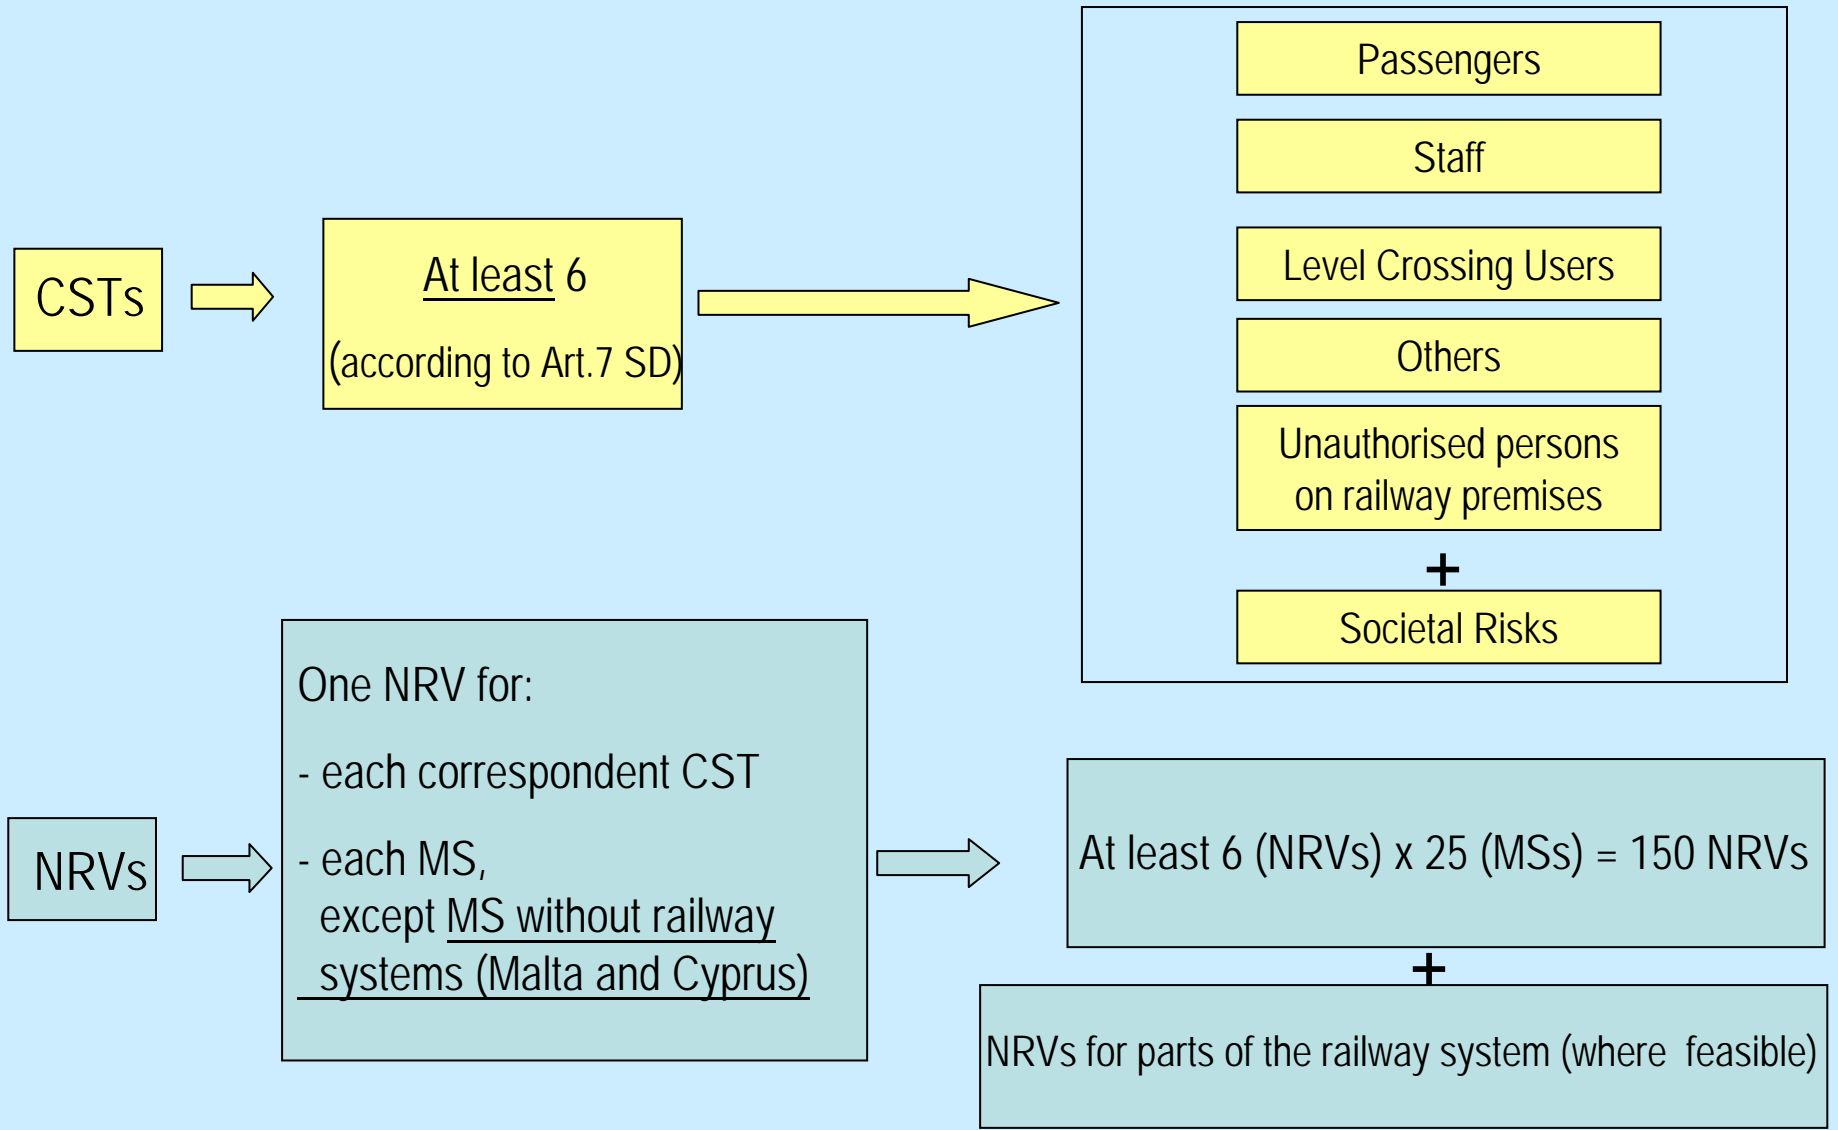 CSTs
At least 6
(according to Art.7 SD)
Passengers
Staff
Level Crossing Users
Others
Unauthorised persons
on railway premises
+
Societal Risks
NRVs
One NRV for:
- each correspondent CST
- each MS,
except MS without railway
systems (Malta and Cyprus)
At least 6 (NRVs) x 25 (MSs) = 150 NRVs
+
NRVs for parts of the railway system (where feasible)